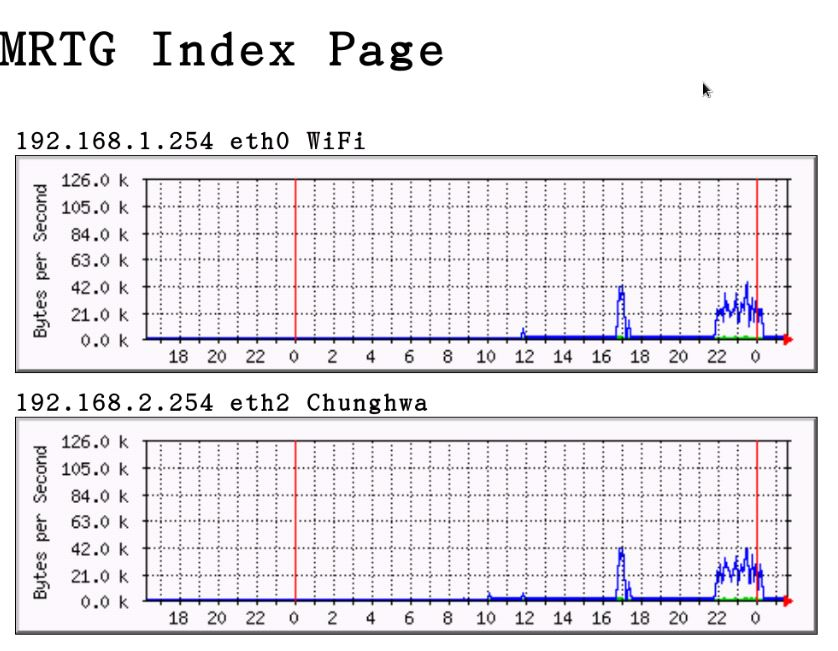 MRTG Index Page
192.168.1.254 eth0 WiFi
Bytes per Second
126.0 k
105.0 k
84.0 k
63.0 k
42.0 k
21.0 k
0.0 k
18 20 22 0 2 4 6 8 10 12 14 16 18 20 22 0
192.168.2.254 eth2 Chunghwa
Bytes per Second
126.0 k
105.0 k
84.0 k
63.0 k
42.0 k
21.0 k
0.0 k
18 20 22 0 2 4 6 8 10 12 14 16 18 20 22 0